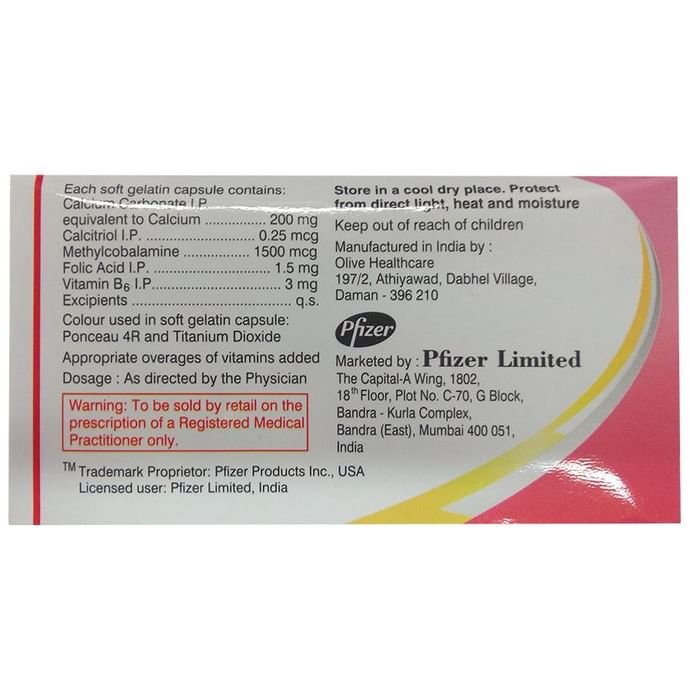 Each soft gelatin capsule contains:
Calcium Carbonate I.P.
equivalent to Calcium .................... 200 mg
Calcitriol I.P. .................................... 0.25 mcg
Methylcobalamine ................ 1500 mcg
Folic Acid I.P. .............................. 1.5 mg
Vitamin B6 I.P................................. 3 mg
Excipients ...................................... q.s.
Colour used in soft gelatin capsule:
Ponceau 4R and Titanium Dioxide
Appropriate overages of vitamins added
Dosage : As directed by the Physician
Warning: To be sold by retail on the
prescription of a Registered Medical
Practitioner only.
TM Trademark Proprietor: Pfizer Products Inc., USA
Licensed user: Pfizer Limited, India
Store in a cool dry place. Protect
from direct light, heat and moisture
Keep out of reach of children
Manufactured in India by :
Olive Healthcare
197/2, Athiyawad, Dabhel Village,
Daman - 396 210
Pfizer
Marketed by : Pfizer Limited
The Capital-A Wing, 1802,
18th Floor, Plot No. C-70, G Block,
Bandra - Kurla Complex,
Bandra (East), Mumbai 400 051,
India